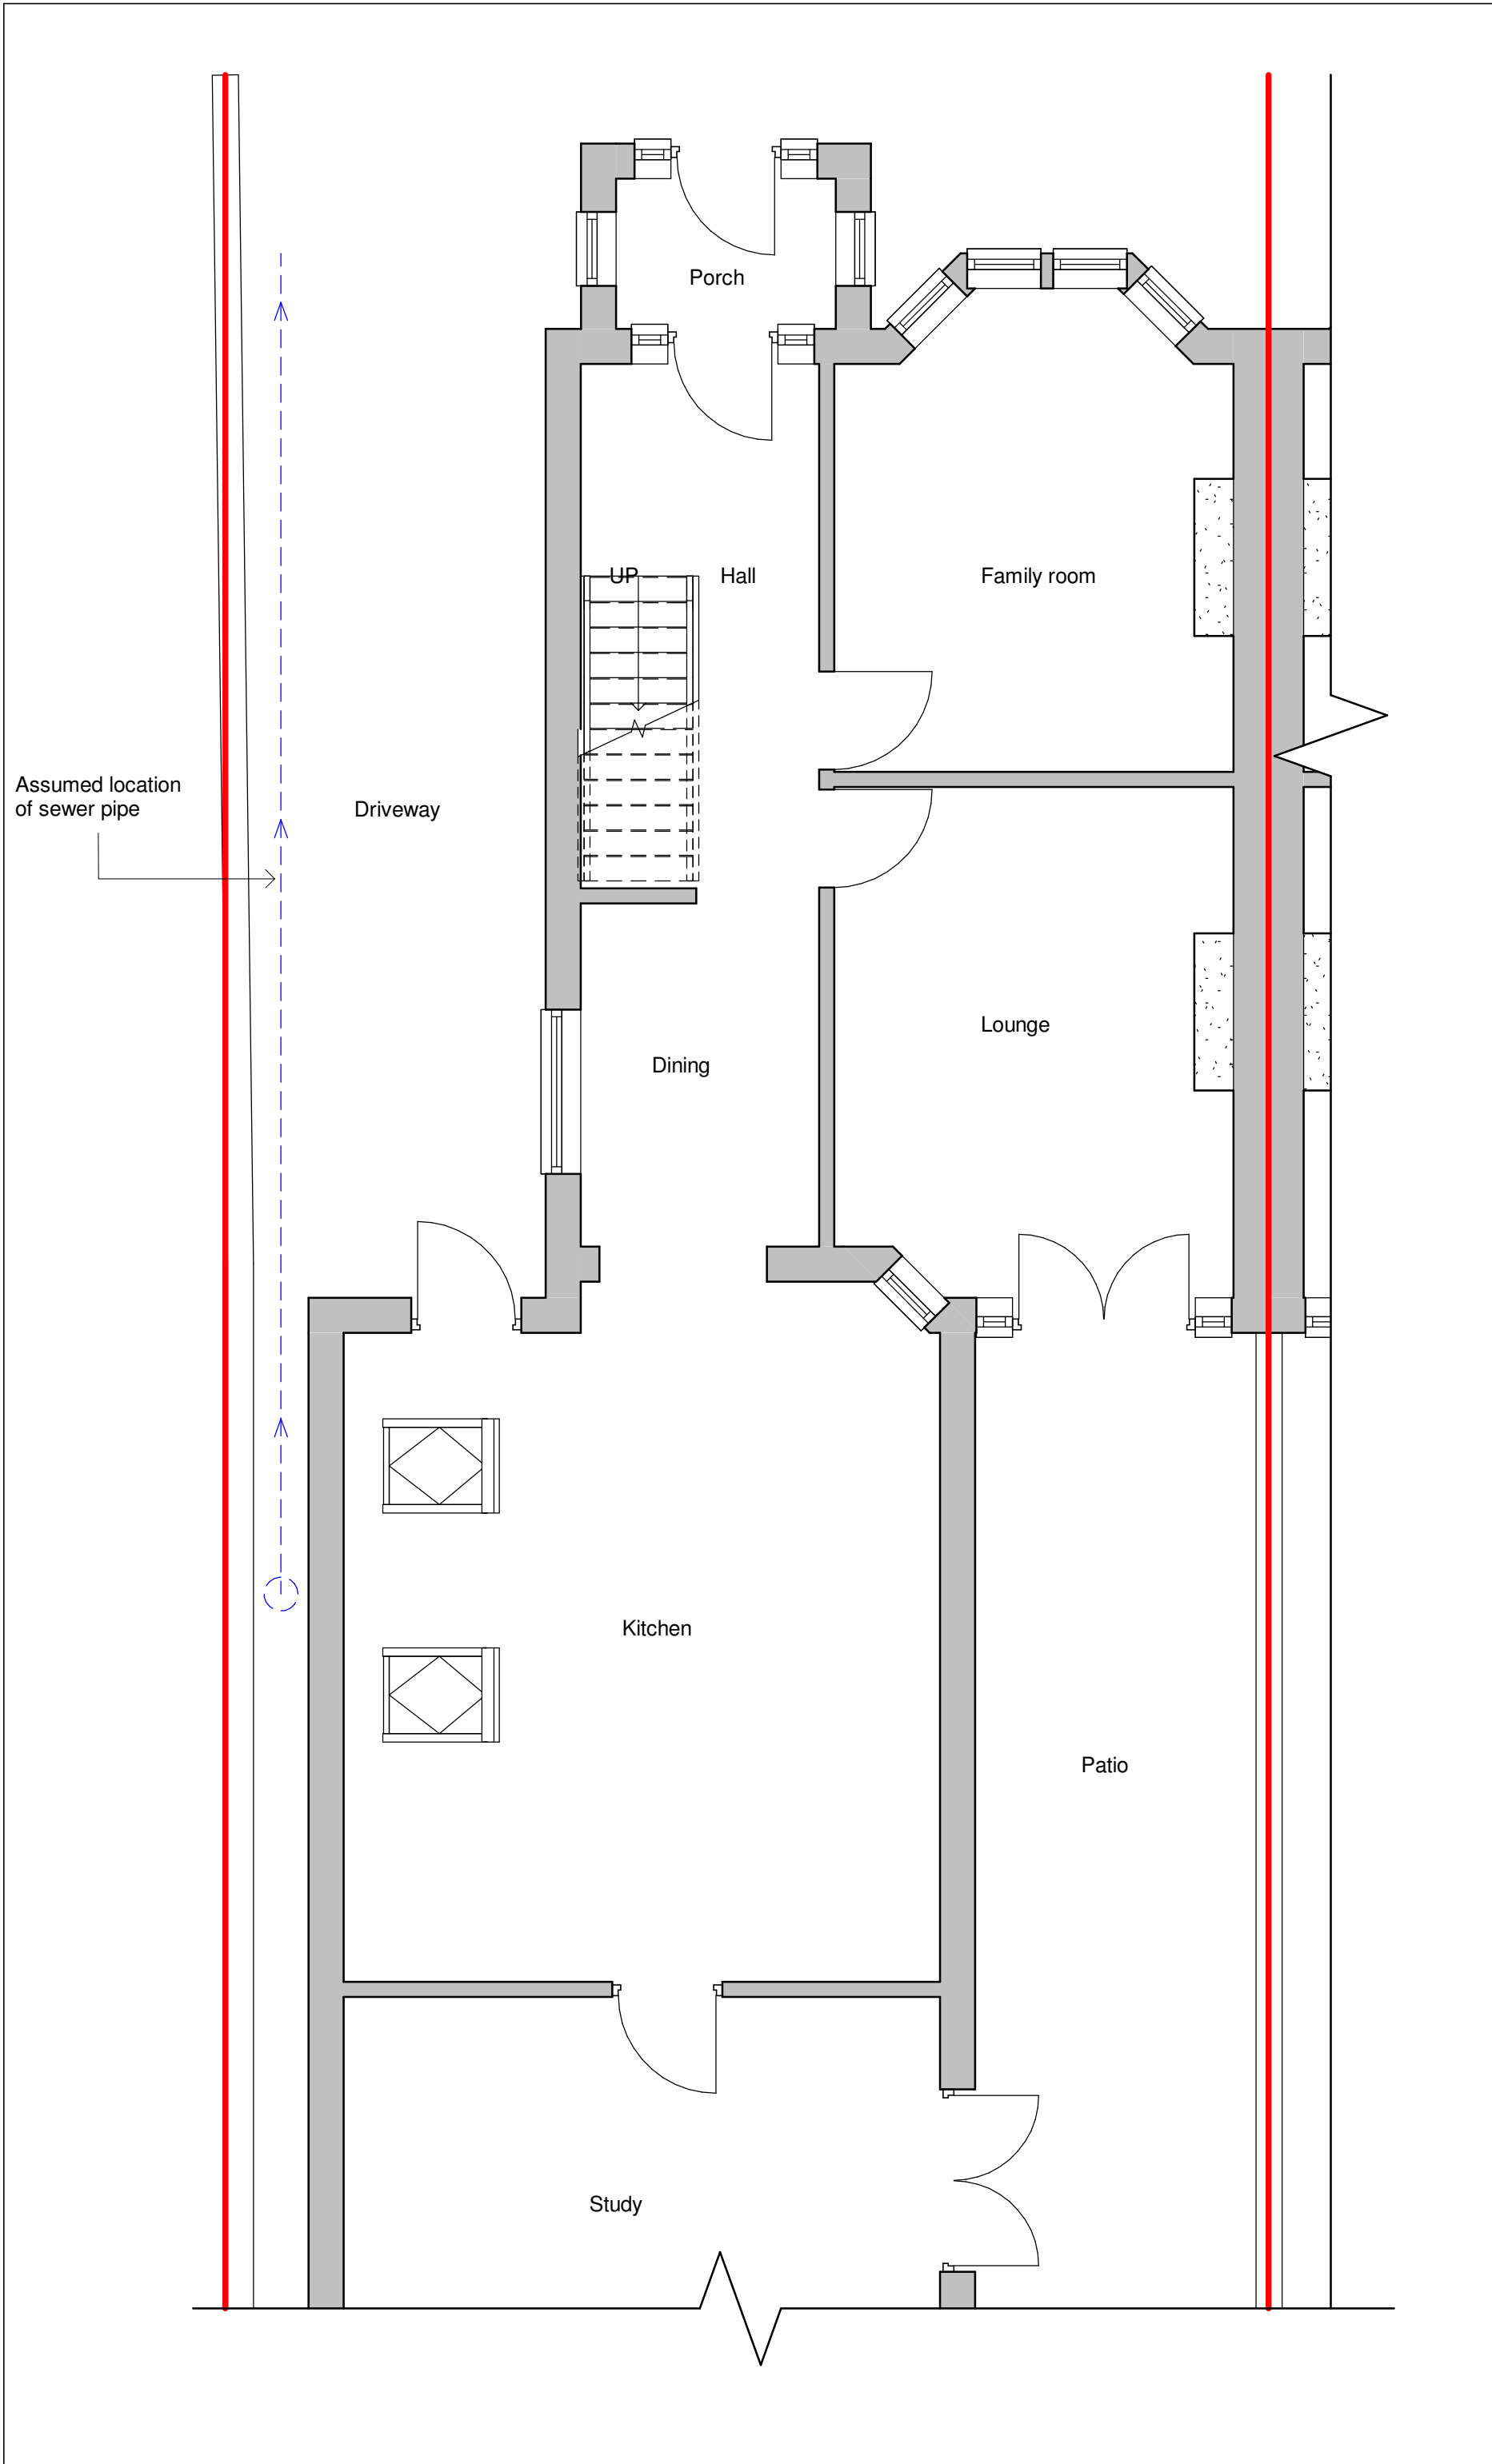 Porch
UP
Hall
Family room
Assumed location
of sewer pipe
Driveway
Lounge
Dining
Kitchen
Patio
Study